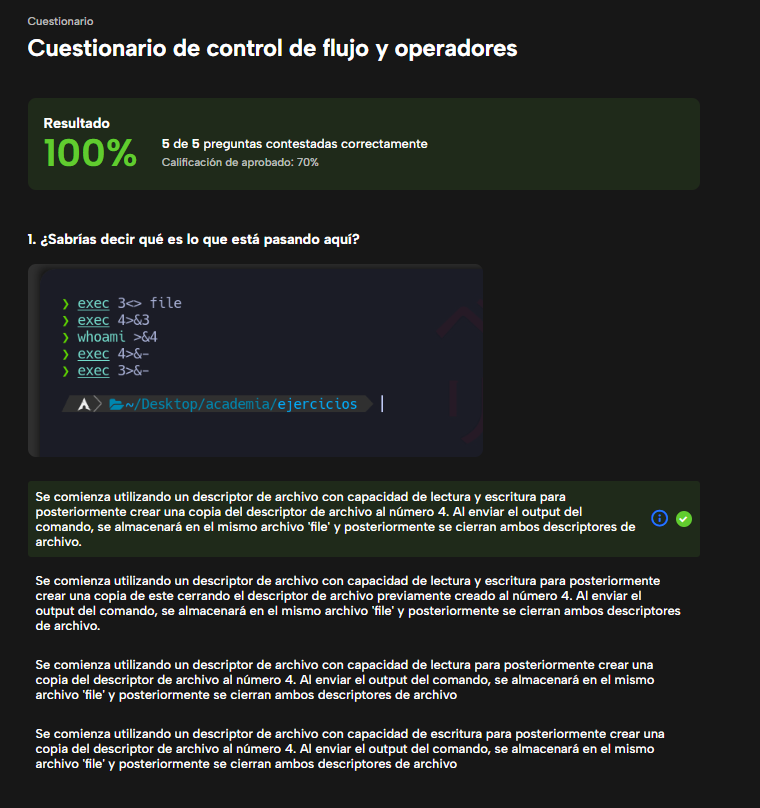 Cuestionario
Cuestionario de control de flujo y operadores
Resultado
100%
5 de 5 preguntas contestadas correctamente
Calificación de aprobado: 70%
1. ¿Sabrías decir qué es lo que está pasando aquí?
❯ exec 3<> file
❯ exec 4>&3
❯ whoami >&4
❯ exec 4>&-
❯ exec 3>&-
~/Desktop/academia/ejercicios
Se comienza utilizando un descriptor de archivo con capacidad de lectura y escritura para
posteriormente crear una copia del descriptor de archivo al número 4. Al enviar el output del
comando, se almacenará en el mismo archivo 'file' y posteriormente se cierran ambos descriptores de
archivo.
Se comienza utilizando un descriptor de archivo con capacidad de lectura y escritura para posteriormente
crear una copia de este cerrando el descriptor de archivo previamente creado al número 4. Al enviar el
output del comando, se almacenará en el mismo archivo 'file' y posteriormente se cierran ambos descriptores
de archivo.
Se comienza utilizando un descriptor de archivo con capacidad de lectura para posteriormente crear una
copia del descriptor de archivo al número 4. Al enviar el output del comando, se almacenará en el mismo
archivo 'file' y posteriormente se cierran ambos descriptores de archivo
Se comienza utilizando un descriptor de archivo con capacidad de escritura para posteriormente crear una
copia del descriptor de archivo al número 4. Al enviar el output del comando, se almacenará en el mismo
archivo 'file' y posteriormente se cierran ambos descriptores de archivo